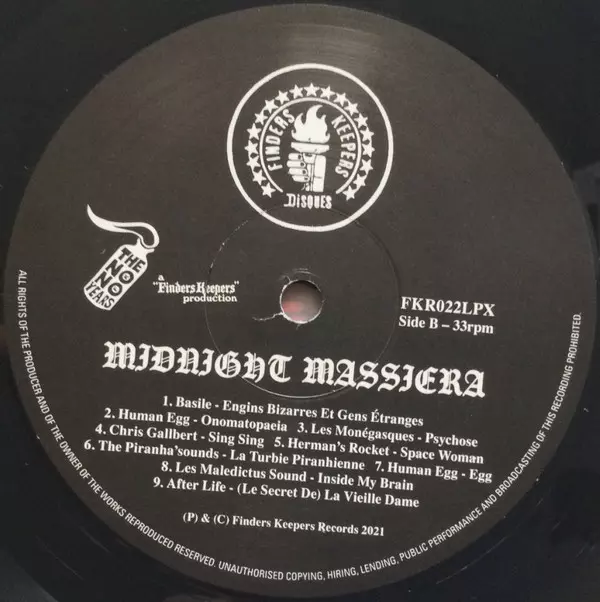 FINDERS KEEPERS
DISQUES
THE
NO
NO
YEARS
a
"Finders Keepers"
production
FKR022LPX
Side B – 33rpm
MIDNIGHT MASSIERA
1. Basile - Engins Bizarres Et Gens Étranges
2. Human Egg - Onomatopaeia 3. Les Monégasques - Psychose
4. Chris Gallbert - Sing Sing 5. Herman's Rocket - Space Woman
6. The Piranha'sounds - La Turbie Piranhienne 7. Human Egg - Egg
8. Les Maledictus Sound - Inside My Brain
9. After Life - (Le Secret De) La Vieille Dame
(P) & (C) Finders Keepers Records 2021
ALL RIGHTS OF THE PRODUCER AND OF THE OWNER OF THE WORKS REPRODUCED RESERVED. UNAUTHORISED COPYING, HIRING, LENDING, PUBLIC PERFORMANCE AND BROADCASTING OF THIS RECORDING PROHIBITED.